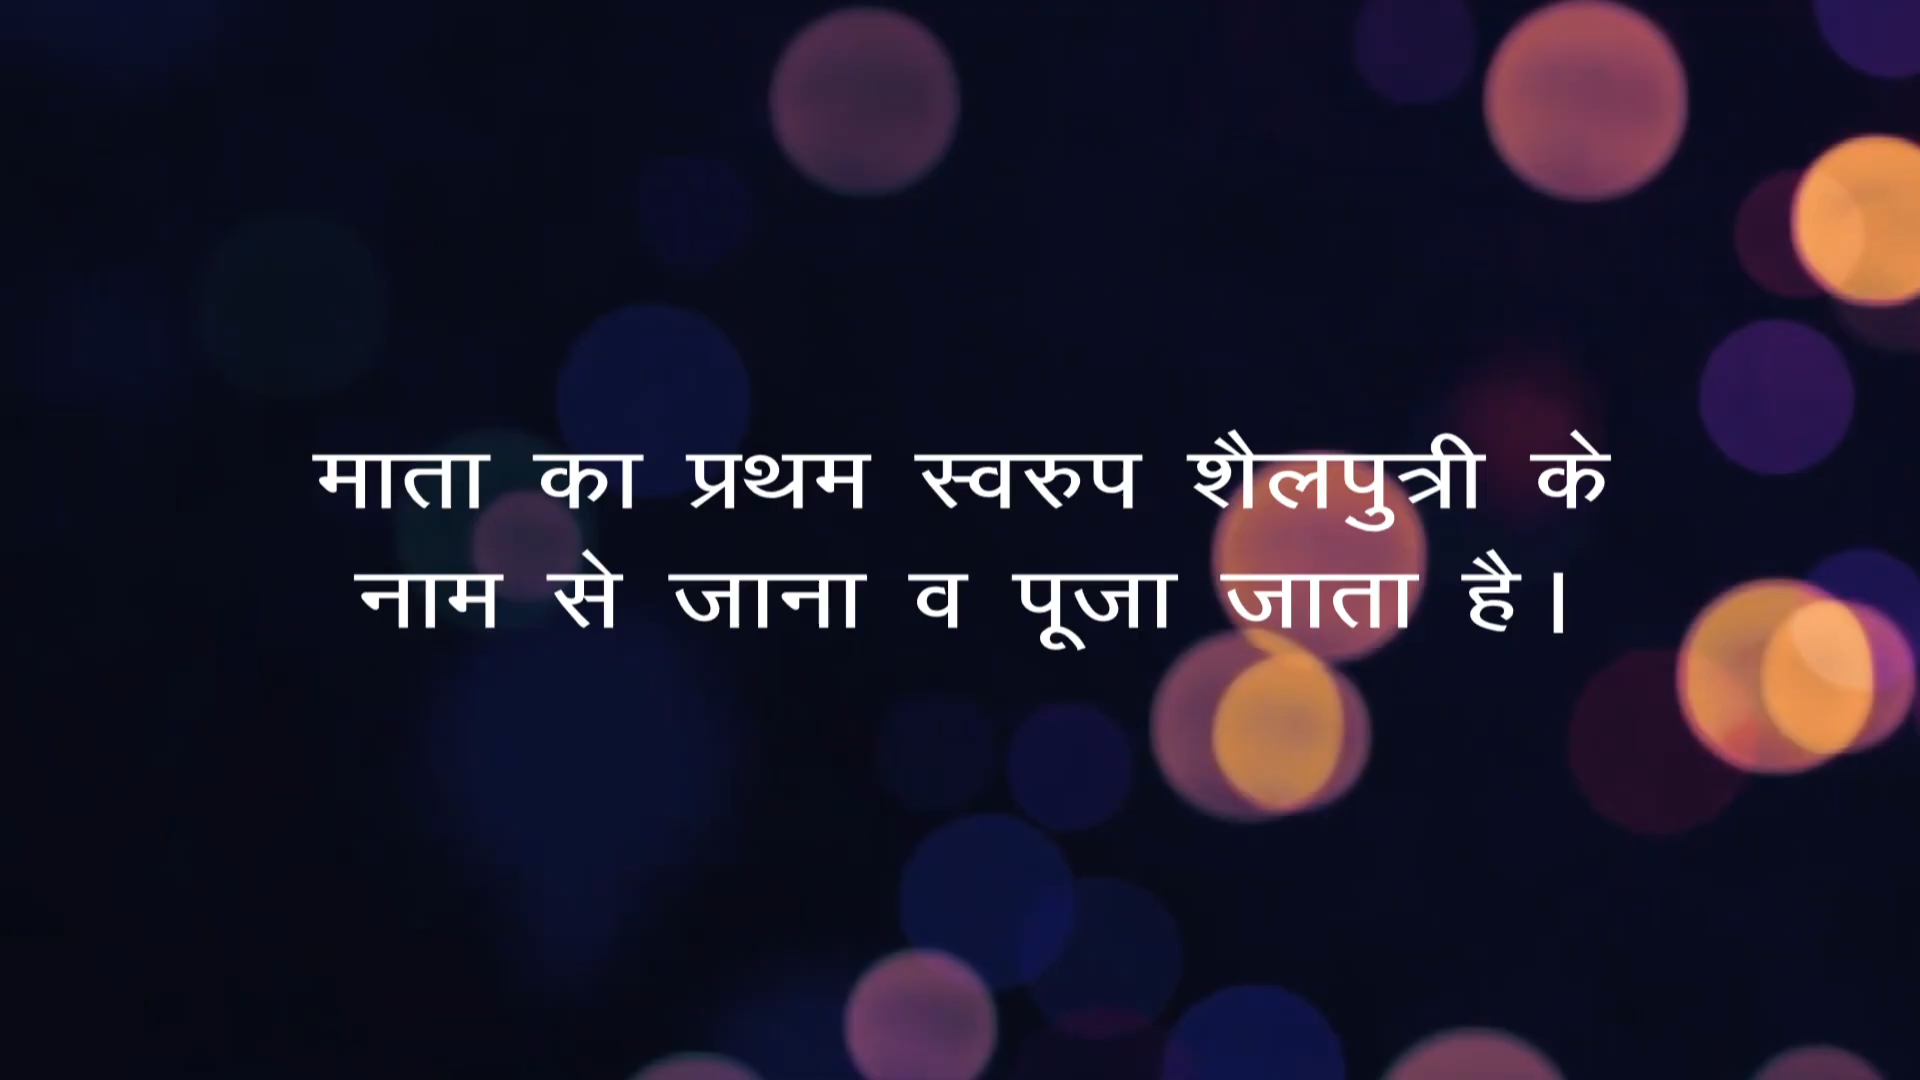 माता का प्रथम स्वरुप शैलपुत्री के
नाम से जाना व पूजा जाता है।